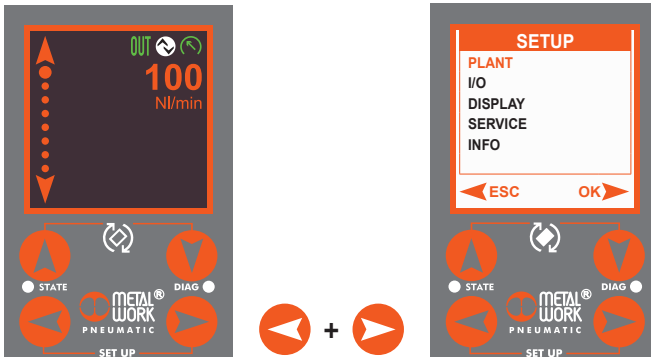 OUT
100
Nl/min
STATE
DIAG
METAL®
WORK
PNEUMATIC
SET UP
+
SETUP
PLANT
I/O
DISPLAY
SERVICE
INFO
ESC OK
STATE
DIAG
METAL®
WORK
PNEUMATIC
SET UP